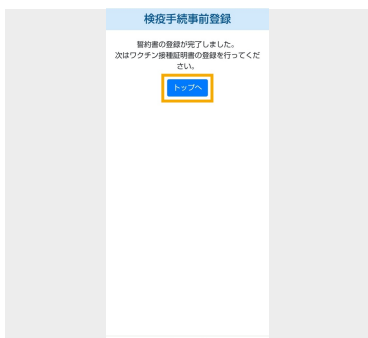 検疫手続事前登録
誓約書の登録が完了しました。
次はワクチン接種証明書の登録を行ってくだ
さい。
トップへ